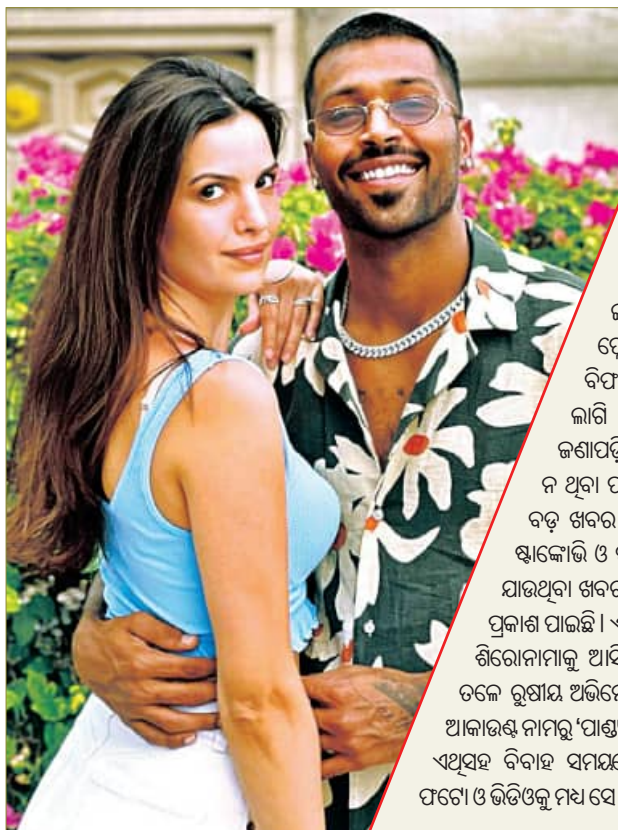 ବିଫ
ଲାଗି
ଜଣାପଡ଼ି
ନ ଥିବା ପ
ବଡ଼ ଖବର
ଷ୍ଟାଙ୍କୋଭି ଓ
ଯାଉଥିବା ଖବର
ପ୍ରକାଶ ପାଇଛି । ଏ
ଶିରୋନାମାକୁ ଆସି
ତଳେ ରୁଷୀୟ ଅଭିନେ
ଆକାଉଣ୍ଟ ନାମରୁ ‘ପାଣ୍ଡ
ଏଥିସହ ବିବାହ ସମୟ
ଫଟୋ ଓ ଭିଡିଓକୁ ମଧ୍ୟ ସେ